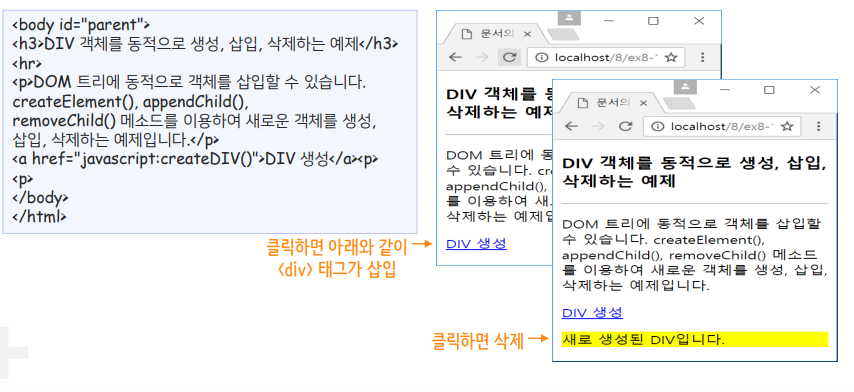 <body id="parent">
<h3>DIV 객체를 동적으로 생성, 삽입, 삭제하는 예제</h3>
<hr>
<p>DOM 트리에 동적으로 객체를 삽입할 수 있습니다.
createElement(), appendChild(),
removeChild() 메소드를 이용하여 새로운 객체를 생성,
삽입, 삭제하는 예제입니다.</p>
<a href="javascript:createDIV()">DIV 생성</a><p>
<p>
</body>
</html>
클릭하면 아래와 같이
<div> 태그가 삽입
문서의
localhost/8/ex8-
DIV 객체를
삭제하는 예제
DOM 트리에
수 있습니다.
appendChild(),
를 이용하여
삭제하는
DIV 생성
문서의
localhost/8/ex8-
DIV 객체를 동적으로 생성, 삽입,
삭제하는 예제
DOM 트리에 동적으로 객체를 삽입할
수 있습니다. createElement(),
appendChild(), removeChild() 메소드
를 이용하여 새로운 객체를 생성, 삽입,
삭제하는 예제입니다.
DIV 생성
클릭하면 삭제
새로 생성된 DIV입니다.